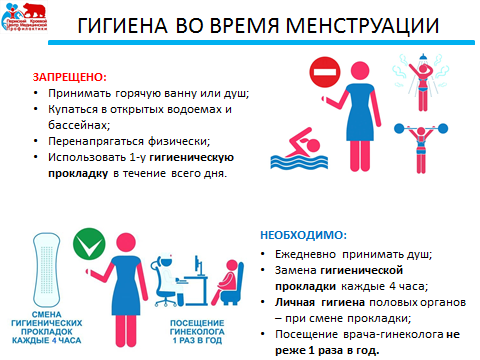 Пермский Краевой
Центр Медицинской
Профилактики
ГИГИЕНА ВО ВРЕМЯ МЕНСТРУАЦИИ
ЗАПРЕЩЕНО:
• Принимать горячую ванну или душ;
• Купаться в открытых водоемах и
бассейнах;
• Перенапрягаться физически;
• Использовать 1-у гигиеническую
прокладку в течение всего дня.
СМЕНА
ГИГИЕНИЧЕСКИХ
ПРОКЛАДОК
КАЖДЫЕ 4 ЧАСА
ПОСЕЩЕНИЕ
ГИНЕКОЛОГА
1 РАЗ В ГОД
НЕОБХОДИМО:
• Ежедневно принимать душ;
• Замена гигиенической
прокладки каждые 4 часа;
• Личная гигиена половых органов
– при смене прокладки;
• Посещение врача-гинеколога не
реже 1 раза в год.